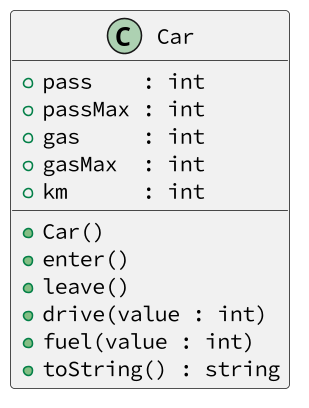 C Car
pass : int
passMax : int
gas : int
gasMax : int
km : int
Car()
enter()
leave()
drive(value : int)
fuel(value : int)
toString() : string